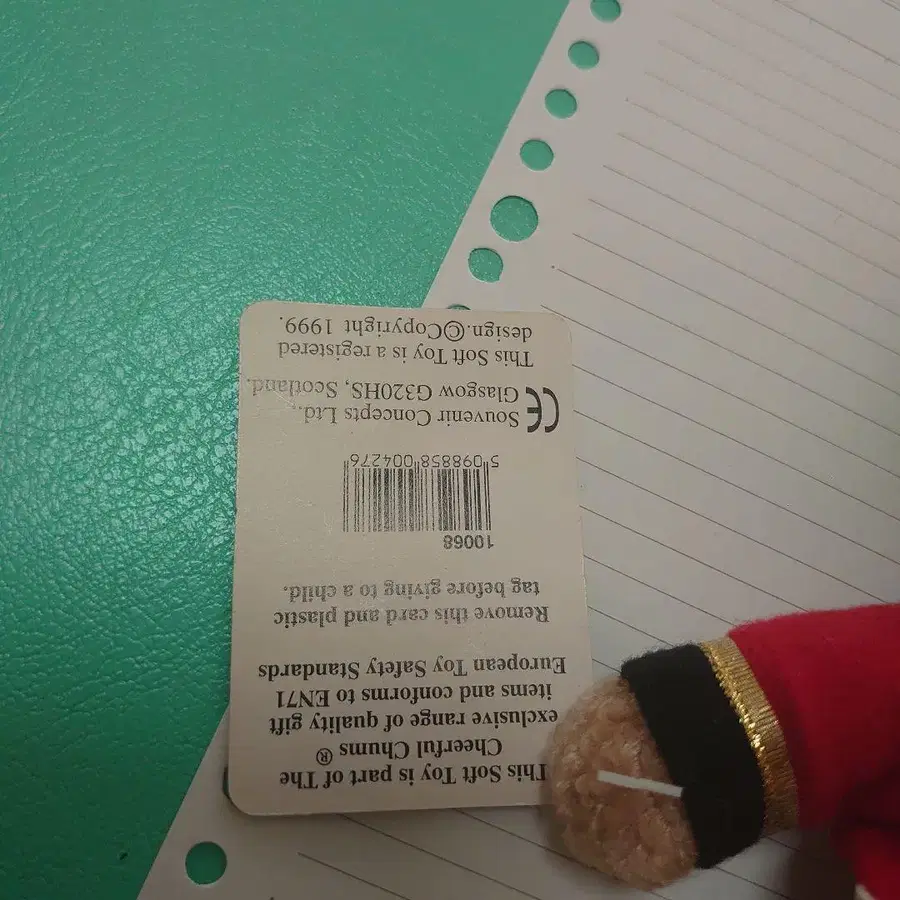 This Soft Toy is part of The
Cheerful Chums ®
exclusive range of quality gift
items and conforms to EN71
European Toy Safety Standards
Remove this card and plastic
tag before giving to a child.
10068
5 098858 004276
CE
Souvenir Concepts Ltd.,
Glasgow G320HS, Scotland.
This Soft Toy is a registered
design.©Copyright 1999.